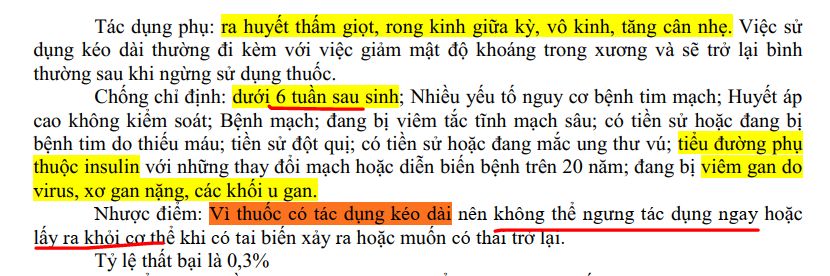 Tác dụng phụ: ra huyết thấm giọt, rong kinh giữa kỳ, vô kinh, tăng cân nhẹ. Việc sử
dụng kéo dài thường đi kèm với việc giảm mật độ khoáng trong xương và sẽ trở lại bình
thường sau khi ngừng sử dụng thuốc.
Chống chỉ định: dưới 6 tuần sau sinh; Nhiều yếu tố nguy cơ bệnh tim mạch; Huyết áp
cao không kiểm soát; Bệnh mạch; đang bị viêm tắc tĩnh mạch sâu; có tiền sử hoặc đang bị
bệnh tim do thiếu máu; tiền sử đột quị; có tiền sử hoặc đang mắc ung thư vú; tiểu đường phụ
thuộc insulin với những thay đổi mạch hoặc diễn biến bệnh trên 20 năm; đang bị viêm gan do
virus, xơ gan nặng, các khối u gan.
Nhược điểm: Vì thuốc có tác dụng kéo dài nên không thể ngưng tác dụng ngay hoặc
lấy ra khỏi cơ thể khi có tai biến xảy ra hoặc muốn có thai trở lại.
Tỷ lệ thất bại là 0,3%